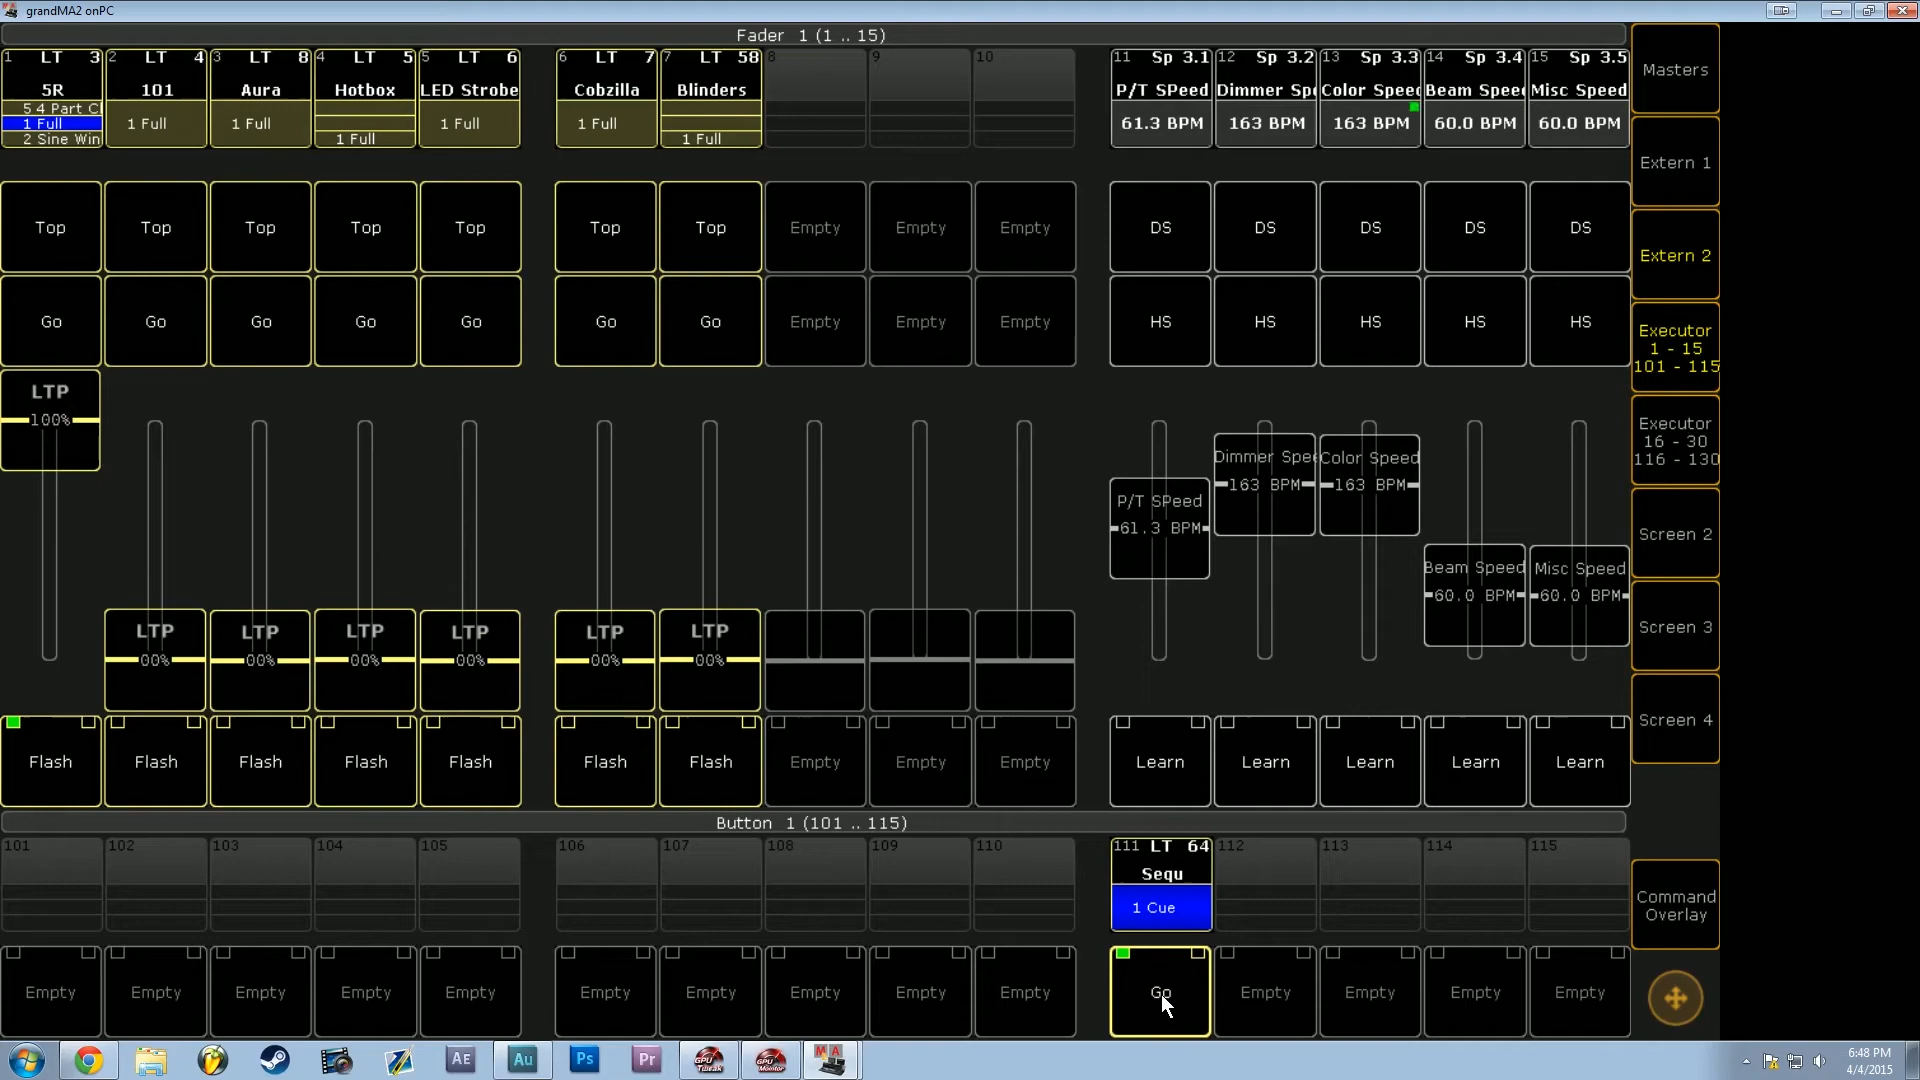 grandMA2 onPC
Fader 1 (1 .. 15)
1 LT 3 2 LT 4 3 LT 8 4 LT 5 5 LT 6 6 LT 7 7 LT 58 8 9 10 11 Sp 3.1 12 Sp 3.2 13 Sp 3.3 14 Sp 3.4 15 Sp 3.5
5R 101 Aura Hotbox LED Strobe Cobzilla Blinders P/T SPeed Dimmer Spe Color Speed Beam Speed Misc Speed
5 4 Part Cl
1 Full 1 Full 1 Full 1 Full 1 Full 61.3 BPM 163 BPM 163 BPM 60.0 BPM 60.0 BPM
2 Sine Win 1 Full 1 Full
Top Top Top Top Top Top Top Empty Empty Empty DS DS DS DS DS
Go Go Go Go Go Go Go Empty Empty Empty HS HS HS HS HS
LTP
100%
Dimmer Spee Color Speed
163 BPM 163 BPM
P/T SPeed
61.3 BPM
Beam Speed Misc Speed
60.0 BPM 60.0 BPM
LTP LTP LTP LTP LTP LTP
00% 00% 00% 00% 00% 00%
Flash Flash Flash Flash Flash Flash Flash Empty Empty Empty Learn Learn Learn Learn Learn
Button 1 (101 .. 115)
101 102 103 104 105 106 107 108 109 110 111 LT 64 112 113 114 115
Sequ
1 Cue
Empty Empty Empty Empty Empty Empty Empty Empty Empty Empty Go Empty Empty Empty Empty
Masters
Extern 1
Extern 2
Executor
1 - 15
101 - 115
Executor
16 - 30
116 - 130
Screen 2
Screen 3
Screen 4
Command
Overlay
AE Au Ps Pr GPU Tweak GPU Monitor MA
6:48 PM
4/4/2015